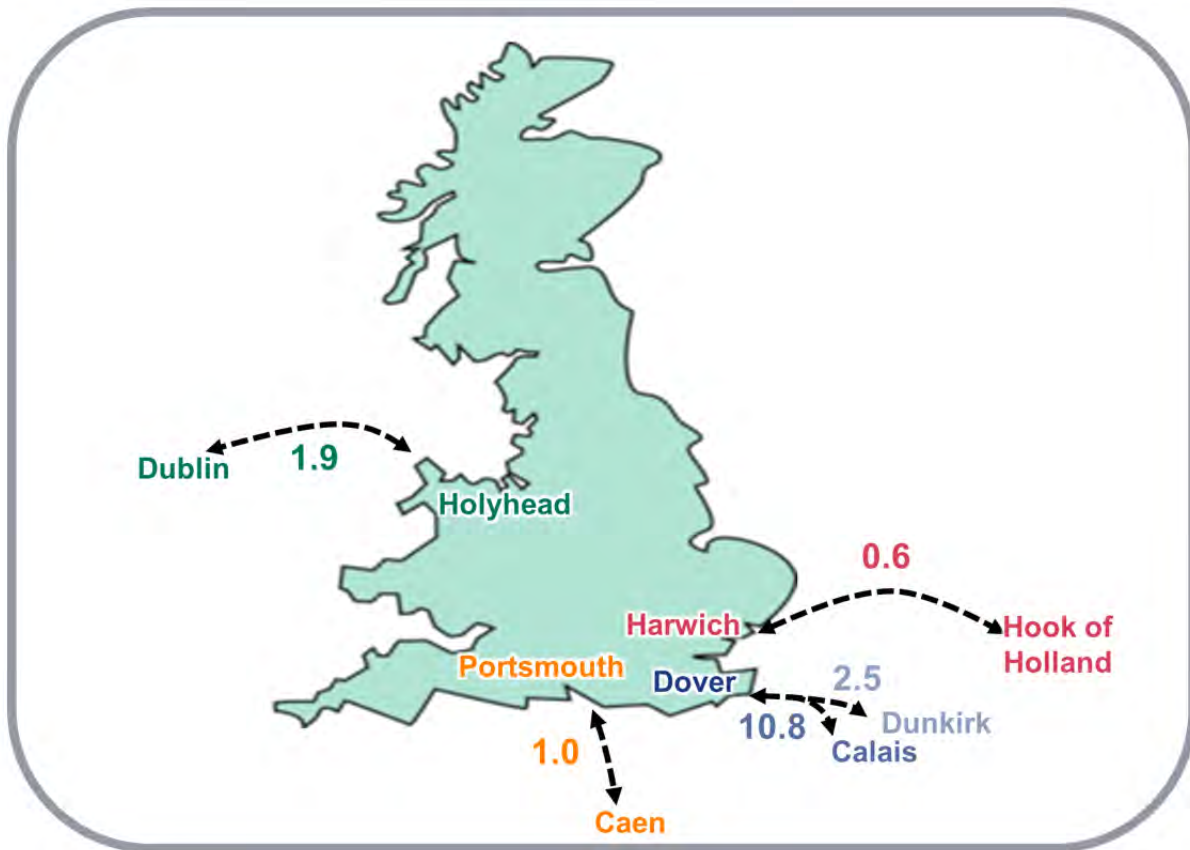 Dublin
1.9
Holyhead
0.6
Harwich
Hook of
Holland
Portsmouth
Dover
2.5
10.8
Dunkirk
Calais
1.0
Caen